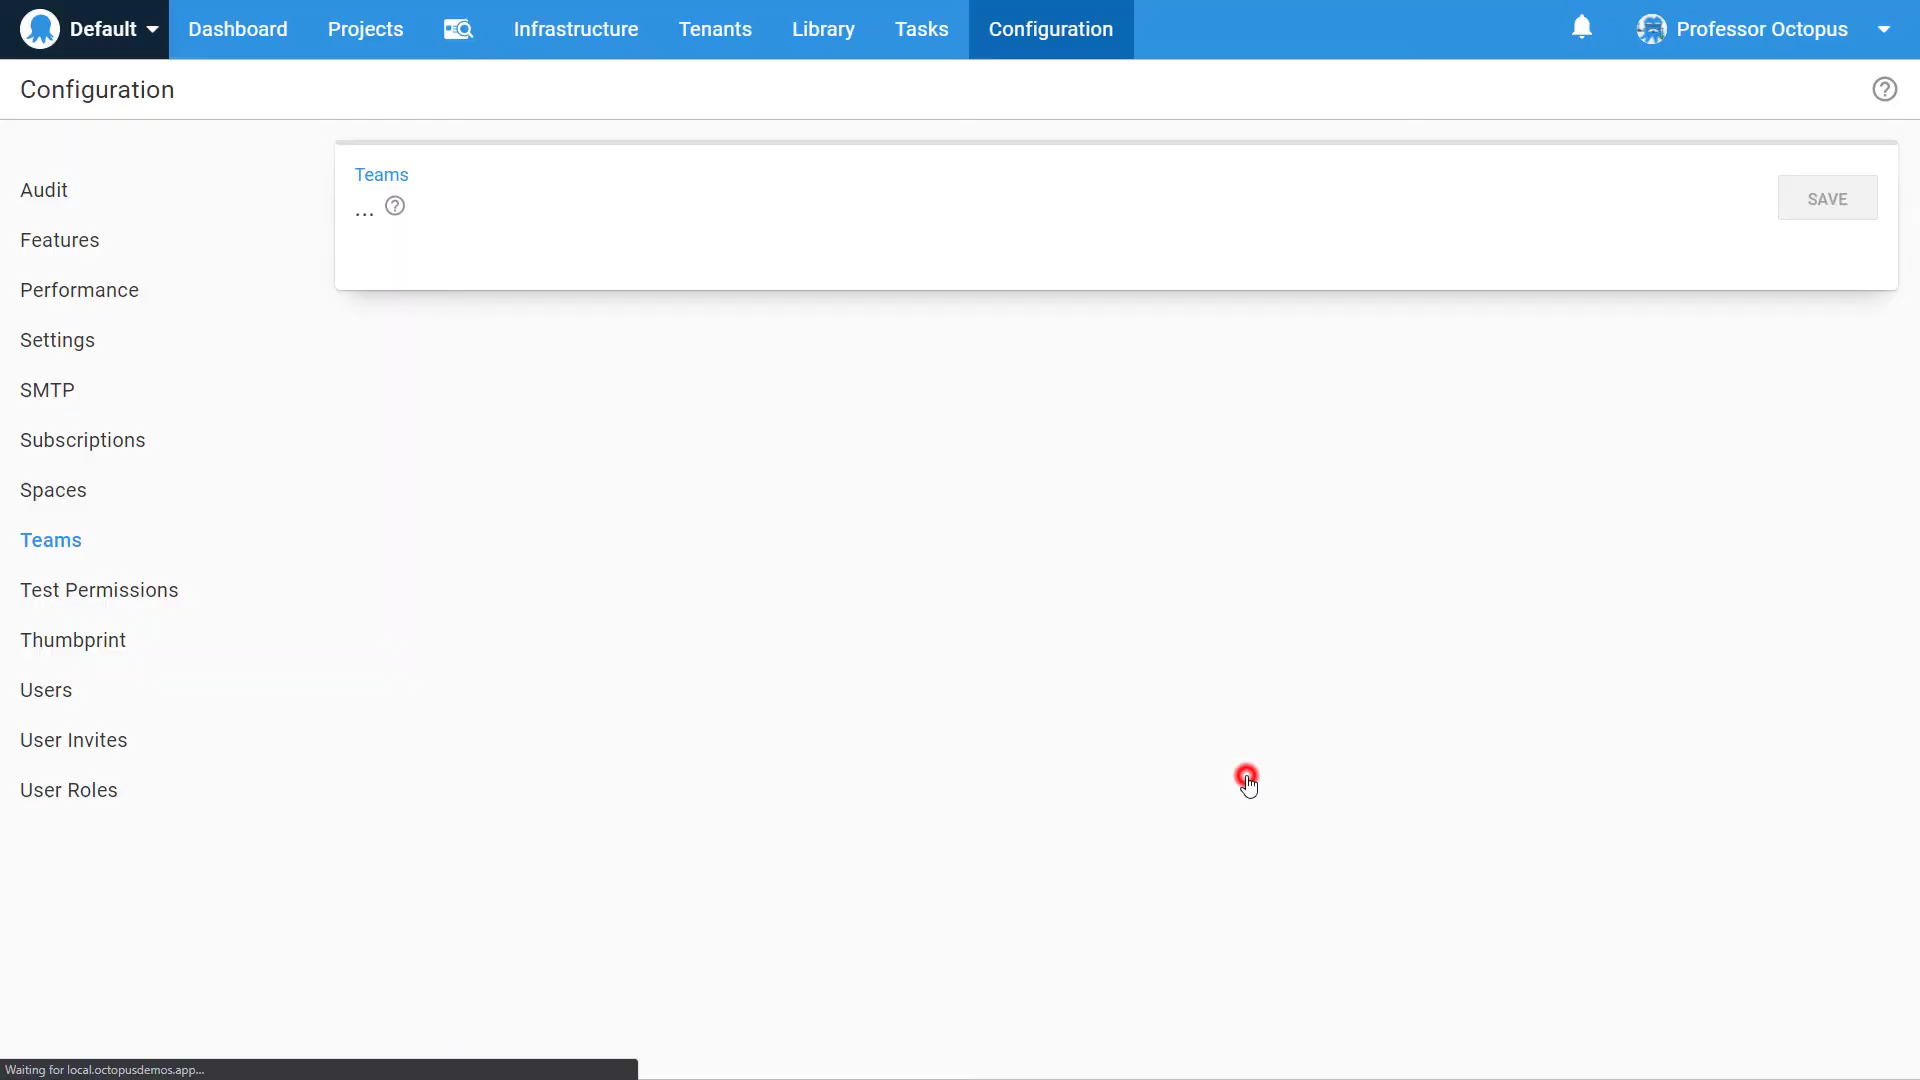 Default
Dashboard
Projects
Infrastructure
Tenants
Library
Tasks
Configuration
Professor Octopus
Configuration
Audit
Features
Performance
Settings
SMTP
Subscriptions
Spaces
Teams
Test Permissions
Thumbprint
Users
User Invites
User Roles
Teams
...
SAVE
Waiting for local.octopusdemos.app...